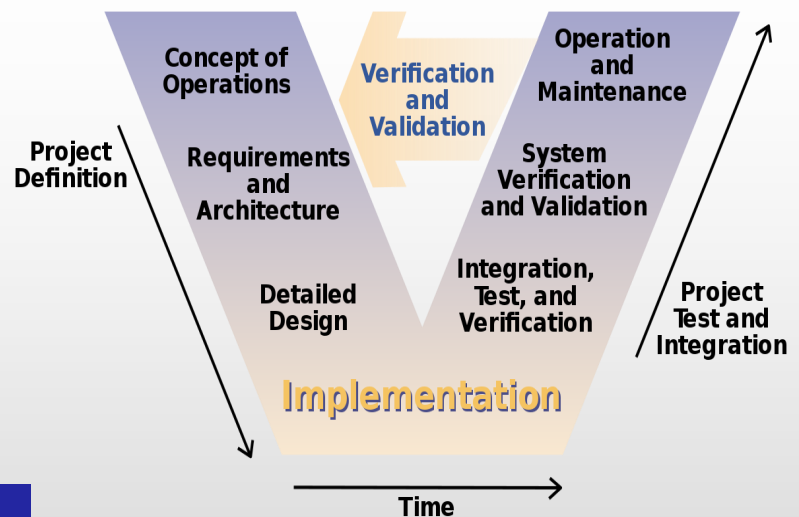 Concept of
Operations
Verification
and
Validation
Operation
and
Maintenance
Project
Definition
Requirements
and
Architecture
System
Verification
and Validation
Detailed
Design
Integration,
Test, and
Verification
Project
Test and
Integration
Implementation
Time